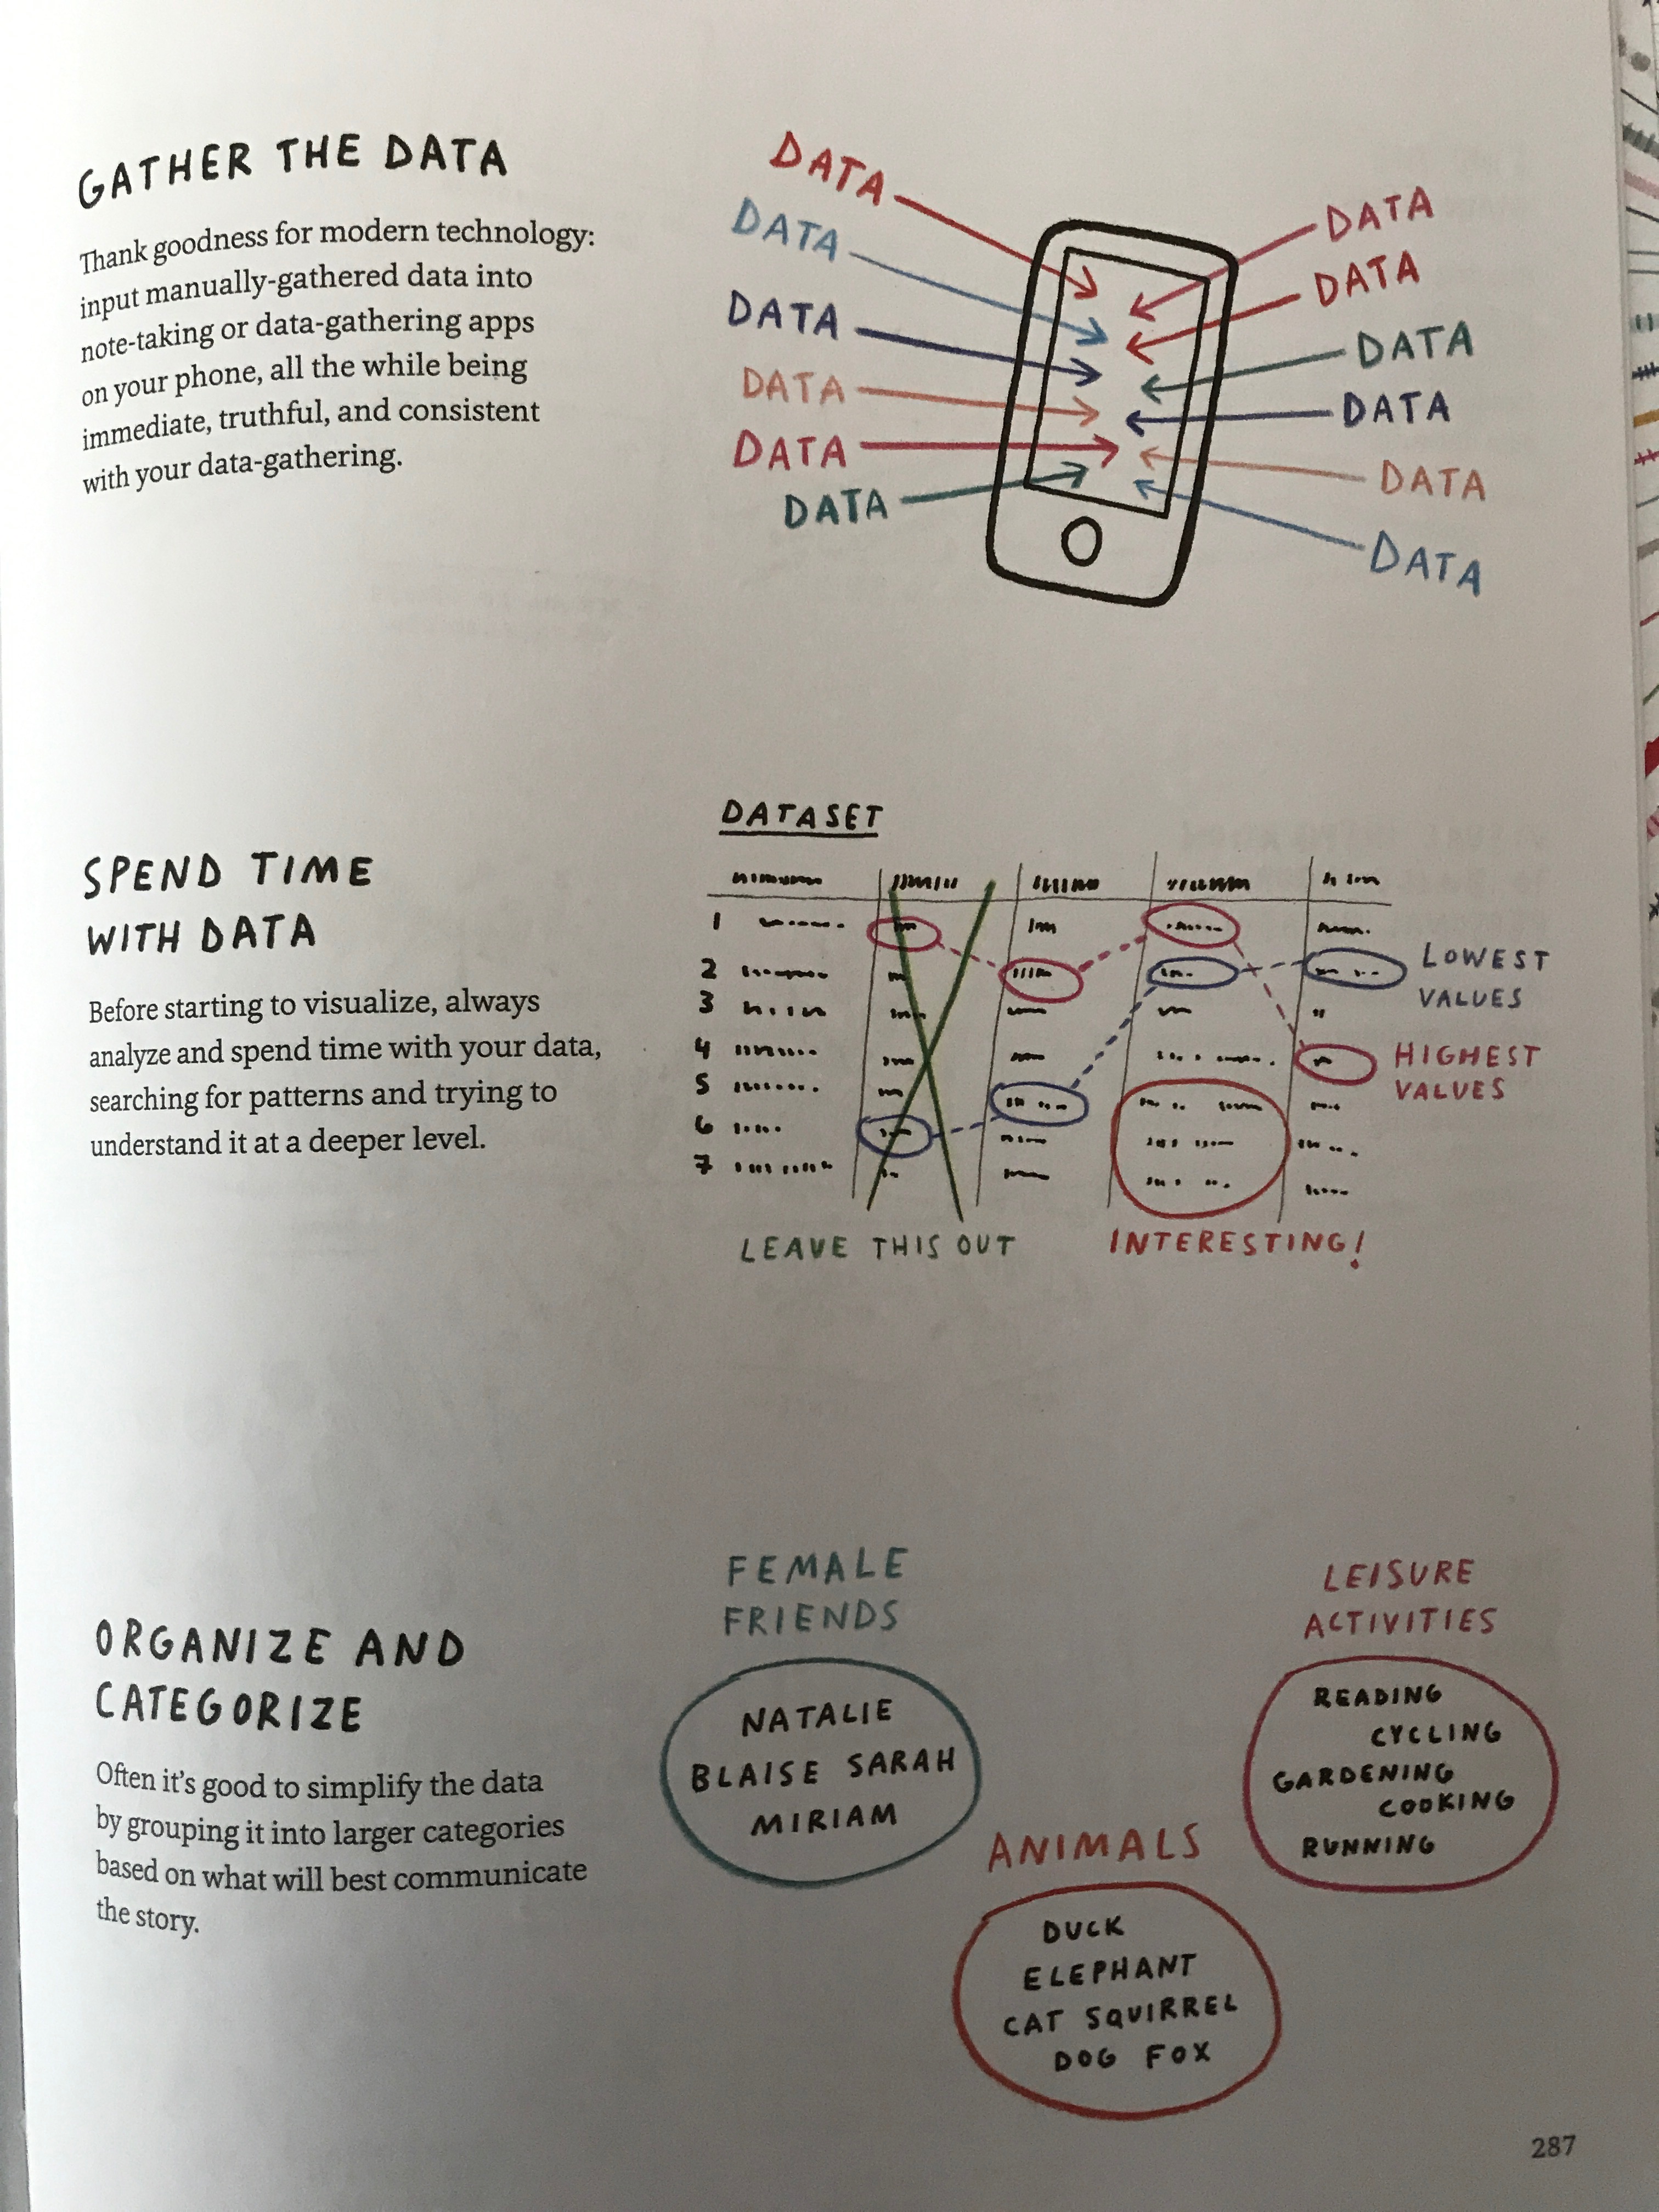 GATHER THE DATA
Thank goodness for modern technology:
input manually-gathered data into
note-taking or data-gathering apps
on your phone, all the while being
immediate, truthful, and consistent
with your data-gathering.
DATA
DATA
DATA
DATA
DATA
DATA
DATA
DATA
DATA
DATA
DATA
DATA
SPEND TIME
WITH DATA
Before starting to visualize, always
analyze and spend time with your data,
searching for patterns and trying to
understand it at a deeper level.
DATASET
1
2
3
4
5
6
7
LOWEST
VALUES
HIGHEST
VALUES
LEAVE THIS OUT
INTERESTING!
ORGANIZE AND
CATEGORIZE
Often it's good to simplify the data
by grouping it into larger categories
based on what will best communicate
the story.
FEMALE
FRIENDS
NATALIE
BLAISE SARAH
MIRIAM
ANIMALS
DUCK
ELEPHANT
CAT SQUIRREL
DOG FOX
LEISURE
ACTIVITIES
READING
CYCLING
GARDENING
COOKING
RUNNING
287